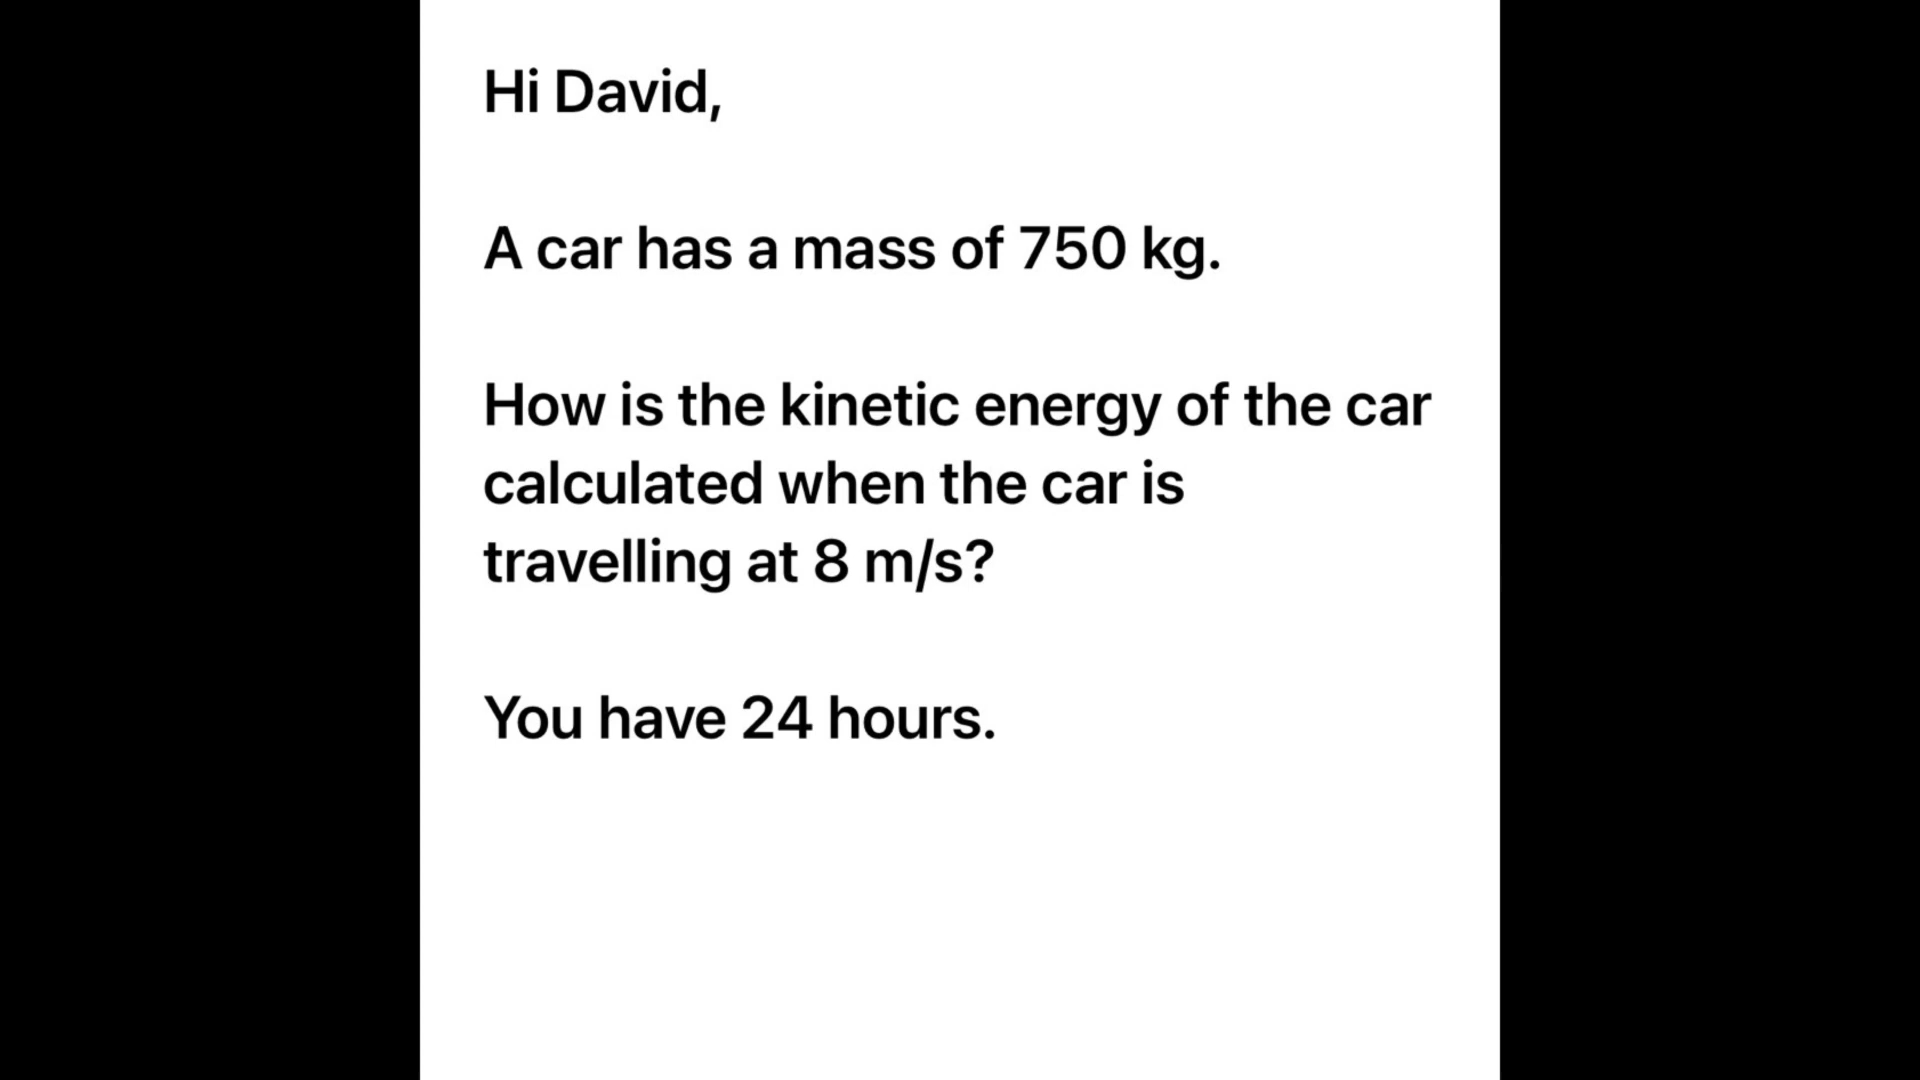 Hi David,
A car has a mass of 750 kg.
How is the kinetic energy of the car
calculated when the car is
travelling at 8 m/s?
You have 24 hours.